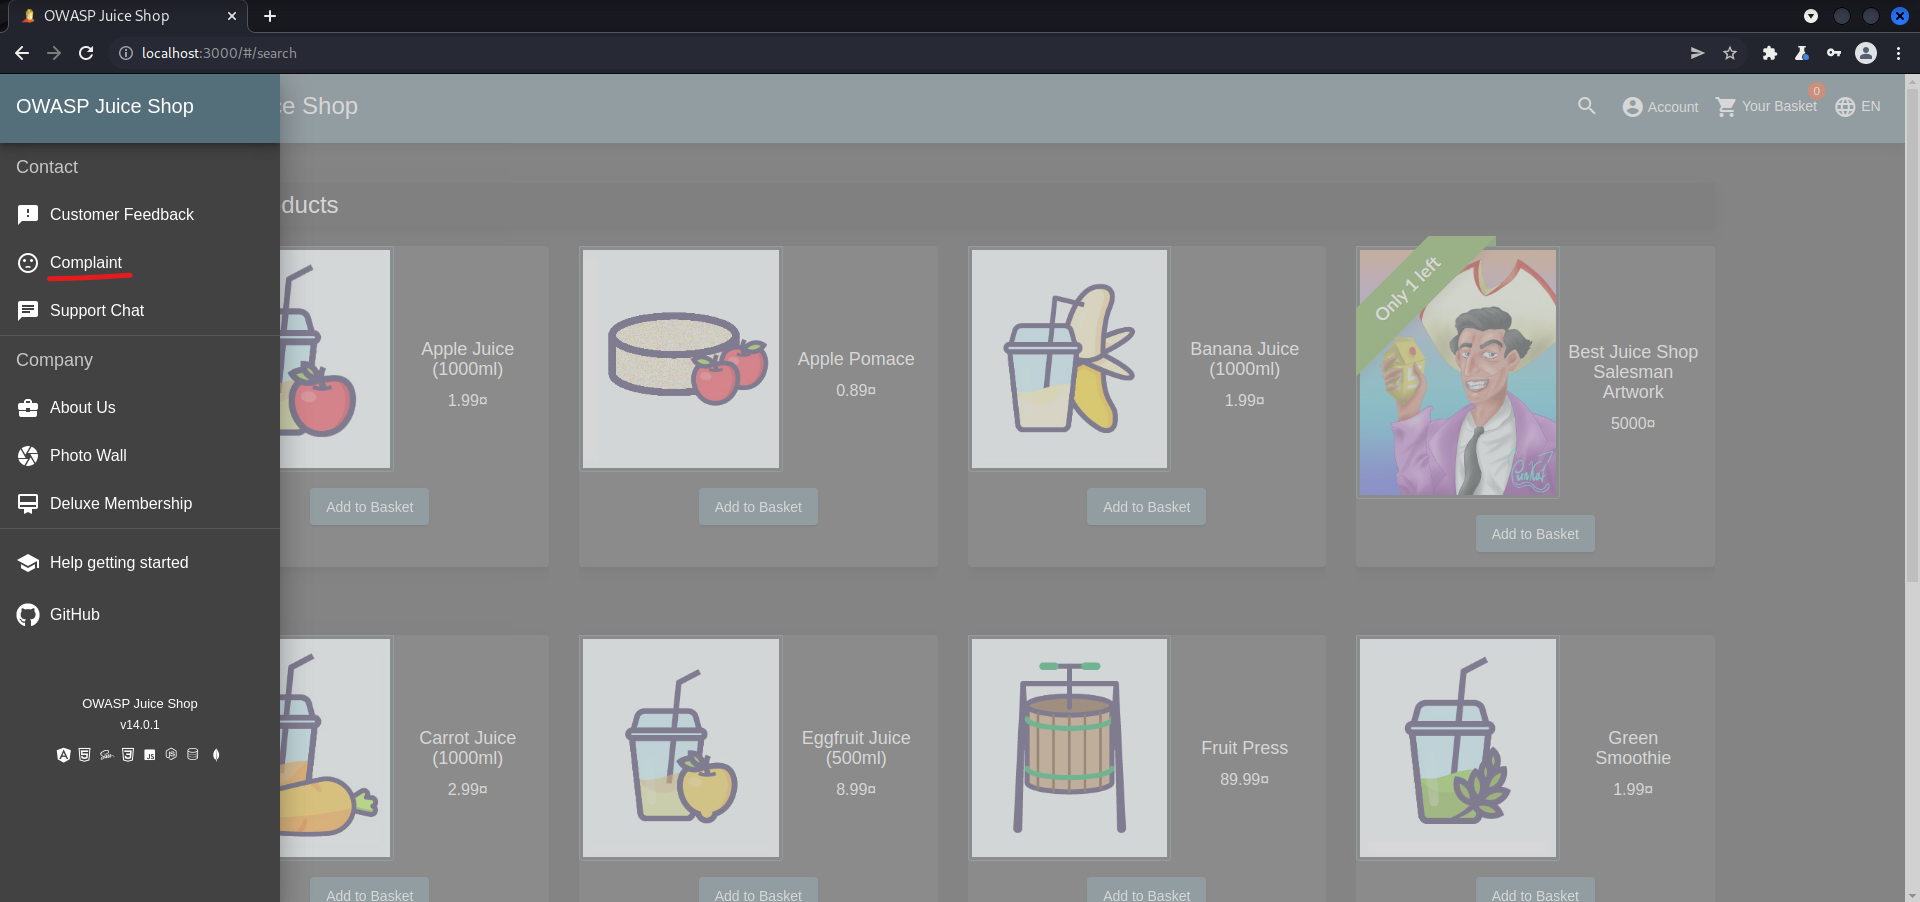 OWASP Juice Shop
localhost:3000/#/search
OWASP Juice Shop
ce Shop
Account
Your Basket
0
EN
Contact
Customer Feedback
Complaint
Support Chat
Company
About Us
Photo Wall
Deluxe Membership
Help getting started
GitHub
OWASP Juice Shop
v14.0.1
ducts
Apple Juice
(1000ml)
1.99¤
Add to Basket
Apple Pomace
0.89¤
Add to Basket
Banana Juice
(1000ml)
1.99¤
Add to Basket
Only 1 left
Best Juice Shop
Salesman
Artwork
5000¤
Add to Basket
Carrot Juice
(1000ml)
2.99¤
Add to Basket
Eggfruit Juice
(500ml)
8.99¤
Add to Basket
Fruit Press
89.99¤
Add to Basket
Green
Smoothie
1.99¤
Add to Basket